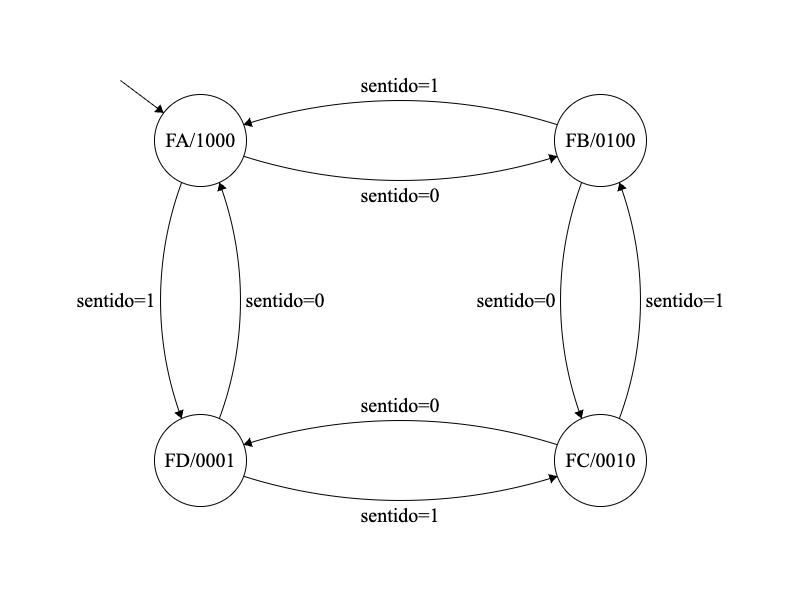 sentido=1
FA/1000
FB/0100
sentido=0
sentido=1
sentido=0
sentido=0
sentido=1
sentido=0
FD/0001
FC/0010
sentido=1